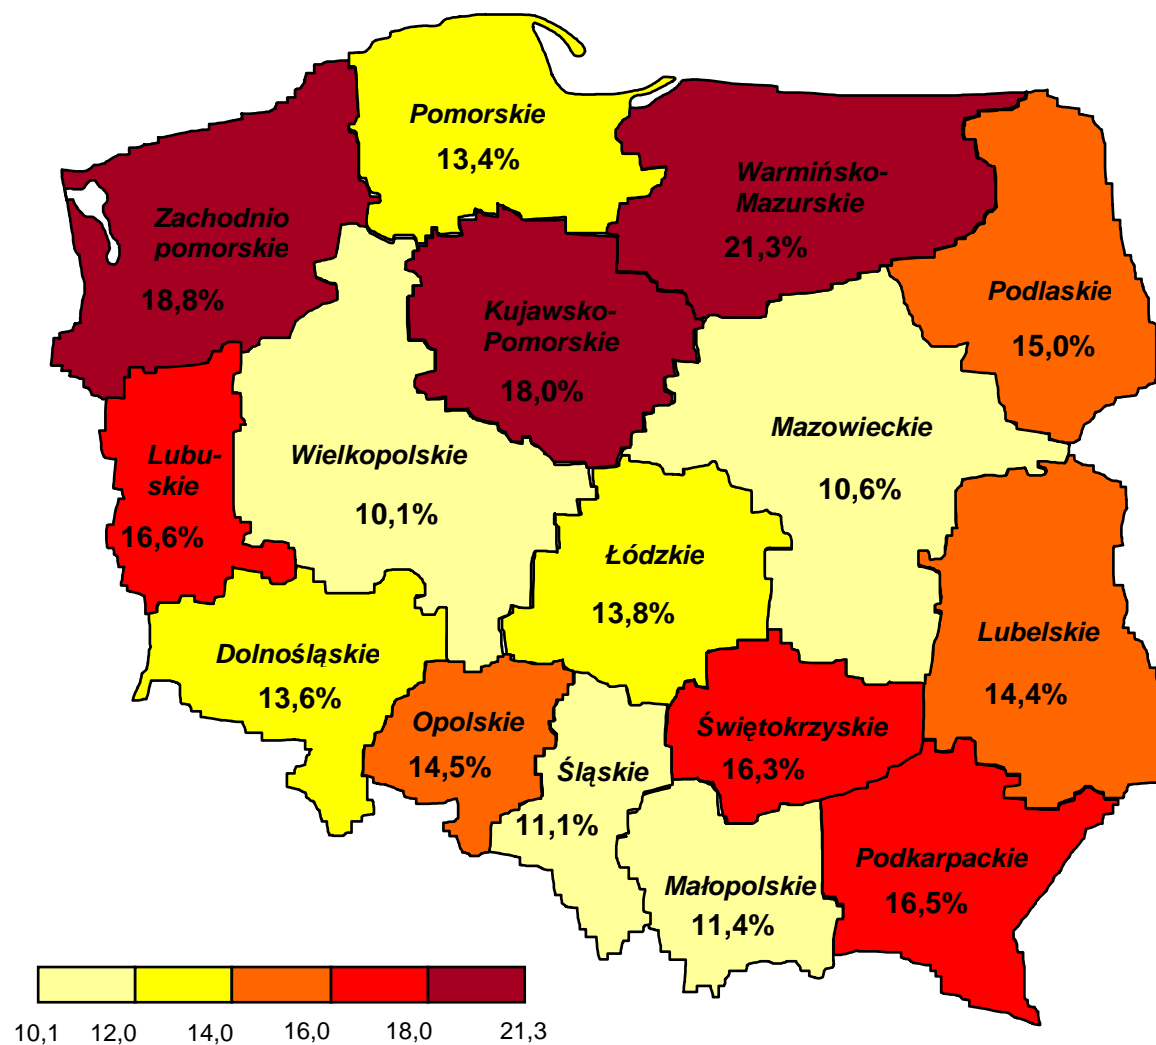 Pomorskie
13,4%
Warmińsko-
Mazurskie
21,3%
Zachodnio
pomorskie
18,8%
Kujawsko-
Pomorskie
18,0%
Podlaskie
15,0%
Lubu-
skie
16,6%
Wielkopolskie
10,1%
Mazowieckie
10,6%
Łódzkie
13,8%
Lubelskie
14,4%
Dolnośląskie
13,6%
Opolskie
14,5%
Śląskie
11,1%
Świętokrzyskie
16,3%
Małopolskie
11,4%
Podkarpackie
16,5%
10,1 12,0 14,0 16,0 18,0 21,3